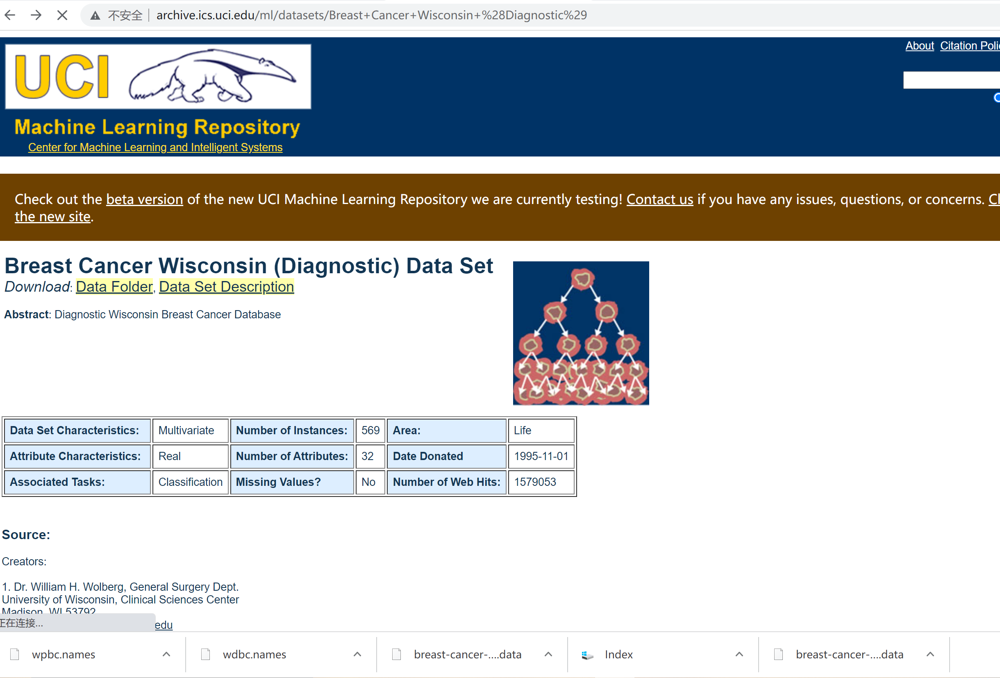 不安全 archive.ics.uci.edu/ml/datasets/Breast+Cancer+Wisconsin+%28Diagnostic%29
About Citation
UCI
Machine Learning Repository
Center for Machine Learning and Intelligent Systems
Check out the beta version of the new UCI Machine Learning Repository we are currently testing! Contact us if you have any issues, questions, or concerns.
the new site.
Breast Cancer Wisconsin (Diagnostic) Data Set
Download: Data Folder, Data Set Description
Abstract: Diagnostic Wisconsin Breast Cancer Database
Data Set Characteristics: Multivariate Number of Instances: 569 Area: Life
Attribute Characteristics: Real Number of Attributes: 32 Date Donated 1995-11-01
Associated Tasks: Classification Missing Values? No Number of Web Hits: 1579053
Source:
Creators:
1. Dr. William H. Wolberg, General Surgery Dept.
University of Wisconsin, Clinical Sciences Center
Madison, WI 53792
正在连接... edu
wpbc.names wdbc.names breast-cancer-....data Index breast-cancer-....data